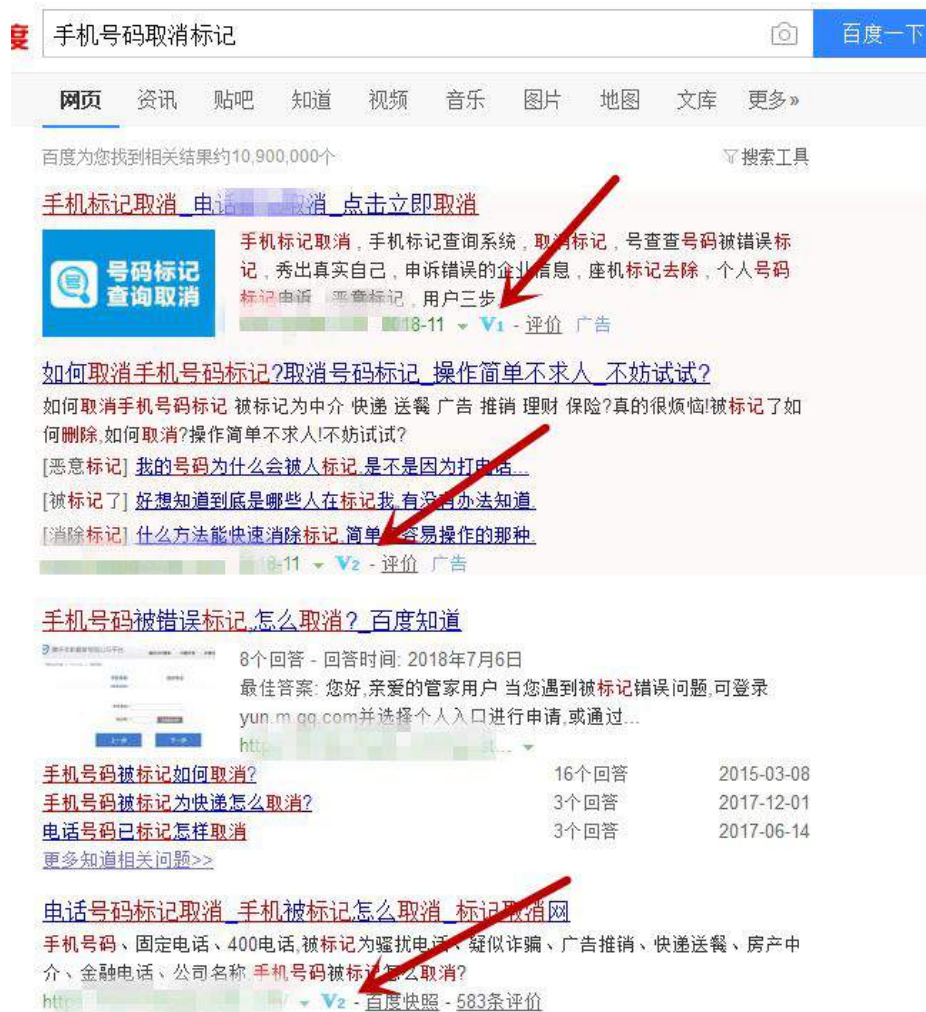 度 手机号码取消标记 百度一下
网页 资讯 贴吧 知道 视频 音乐 图片 地图 文库 更多»
百度为您找到相关结果约10,900,000个 搜索工具
手机标记取消_电话 取消_点击立即取消
号码标记
查询取消
手机标记取消，手机标记查询系统，取消标记，号查查号码被错误标
记，秀出真实自己，申诉错误的企业信息，座机标记去除，个人号码
标记申诉 恶意标记，用户三步
2018-11 V1 - 评价 广告
如何取消手机号码标记?取消号码标记_操作简单不求人_不妨试试?
如何取消手机号码标记 被标记为中介 快递 送餐 广告 推销 理财 保险?真的很烦恼!被标记了如
何删除,如何取消?操作简单不求人!不妨试试?
[恶意标记] 我的号码为什么会被人标记,是不是因为打电话...
[被标记了] 好想知道到底是哪些人在标记我,有没有办法知道.
[消除标记] 什么方法能快速消除标记,简单 容易操作的那种.
18-11 V2 - 评价 广告
手机号码被错误标记,怎么取消?_百度知道
8个回答 - 回答时间: 2018年7月6日
最佳答案: 您好,亲爱的管家用户 当您遇到被标记错误问题,可登录
yun.m.qq.com并选择个人入口进行申请,或通过...
http st...
手机号码被标记如何取消? 16个回答 2015-03-08
手机号码被标记为快递怎么取消? 3个回答 2017-12-01
电话号码已标记怎样取消 3个回答 2017-06-14
更多知道相关问题>>
电话号码标记取消_手机被标记怎么取消_标记取消网
手机号码、固定电话、400电话,被标记为骚扰电话、疑似诈骗、广告推销、快递送餐、房产中
介、金融电话、公司名称,手机号码被标记怎么取消?
http / V2 - 百度快照 - 583条评价